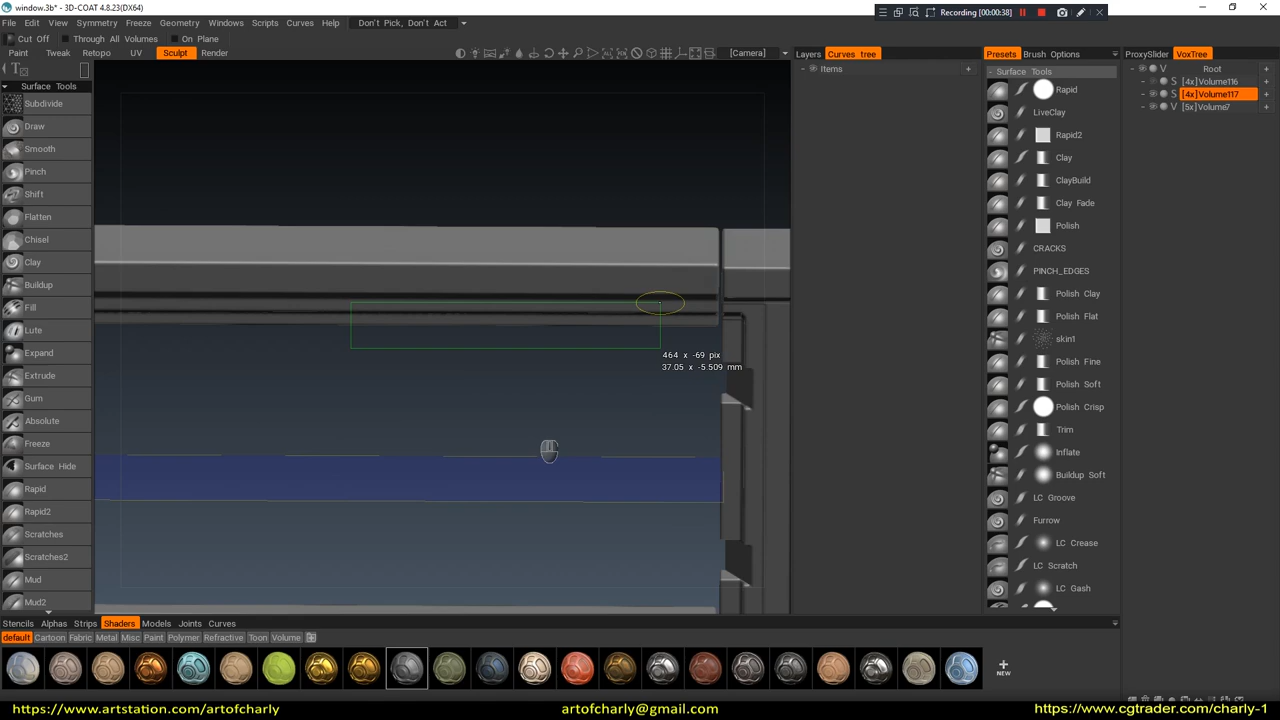 window.3b* - 3D-COAT 4.8.23(DX64)
Recording [00:00:38]
File Edit View Symmetry Freeze Geometry Windows Scripts Curves Help Don't Pick, Don't Act
Cut Off Through All Volumes On Plane
Paint Tweak Retopo UV Sculpt Render [Camera] Layers Curves tree Presets Brush Options ProxySlider VoxTree
Items
Surface Tools
Surface Tools
Subdivide
Draw
Smooth
Pinch
Shift
Flatten
Chisel
Clay
Buildup
Fill
Lute
Expand
Extrude
Gum
Absolute
Freeze
Surface Hide
Rapid
Rapid2
Scratches
Scratches2
Mud
Mud2
464 x -69 pix
37.05 x -5.509 mm
Rapid
LiveClay
Rapid2
Clay
ClayBuild
Clay Fade
Polish
CRACKS
PINCH_EDGES
Polish Clay
Polish Flat
skin1
Polish Fine
Polish Soft
Polish Crisp
Trim
Inflate
Buildup Soft
LC Groove
Furrow
LC Crease
LC Scratch
LC Gash
V Root +
S [4x]Volume116 +
S [4x]Volume117 +
V [5x]Volume7 +
Stencils Alphas Strips Shaders Models Joints Curves
default Cartoon Fabric Metal Misc Paint Polymer Refractive Toon Volume
NEW
https://www.artstation.com/artofcharly artofcharly@gmail.com https://www.cgtrader.com/charly-1